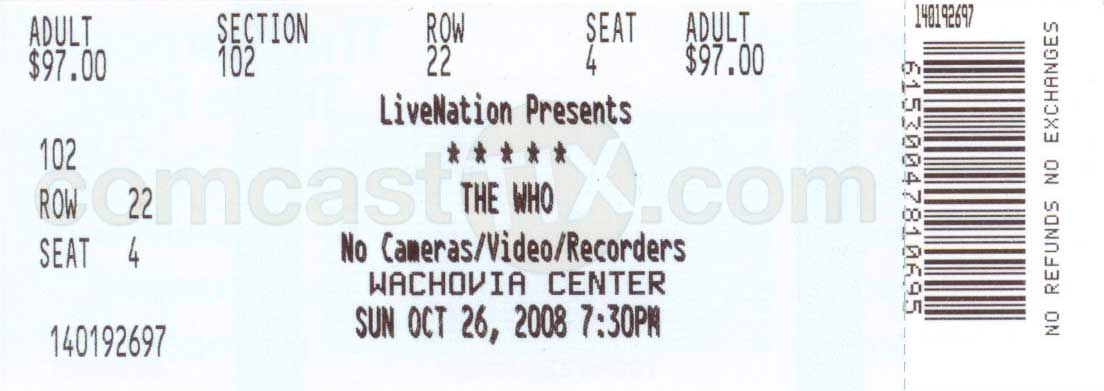 ADULT SECTION ROW SEAT ADULT
$97.00 102 22 4 $97.00
LiveNation Presents
* * * * *
102
comcastTIX.com
THE WHO
ROW 22
No Cameras/Video/Recorders
SEAT 4
WACHOVIA CENTER
SUN OCT 26, 2008 7:30PM
140192697
140192697
61530047810695
NO REFUNDS NO EXCHANGES